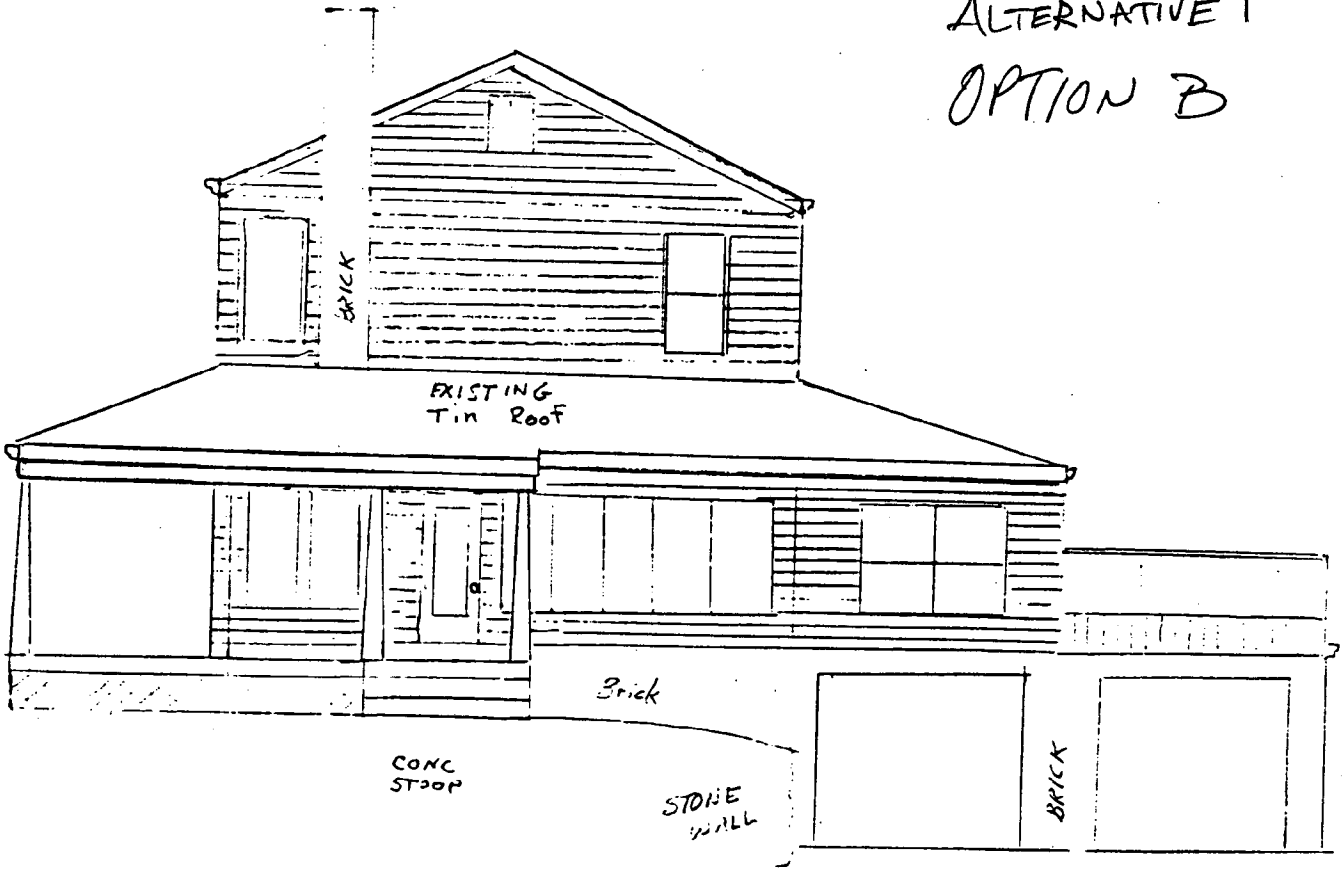 ALTERNATIVE 1
OPTION B
BRICK
EXISTING
Tin Roof
Brick
CONC
STOOP
STONE
WALL
BRICK